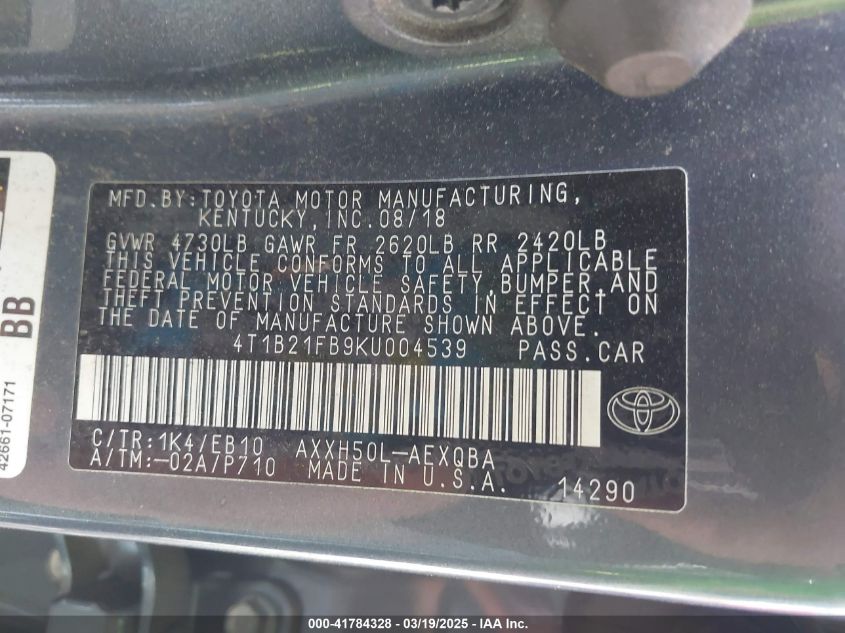 MFD.BY:TOYOTA MOTOR MANUFACTURING,
KENTUCKY,INC.08/18
GVWR 4730LB GAWR FR 2620LB RR 2420LB
THIS VEHICLE CONFORMS TO ALL APPLICABLE
FEDERAL MOTOR VEHICLE SAFETY,BUMPER,AND
THEFT PREVENTION STANDARDS IN EFFECT ON
THE DATE OF MANUFACTURE SHOWN ABOVE.
4T1B21FB9KU004539 PASS.CAR
C/TR:1K4/EB10 AXXH50L-AEXQBA
A/TM:-02A/P710 MADE IN U.S.A. 14290
BB
42661-07171
000-41784328 - 03/19/2025 - IAA Inc.